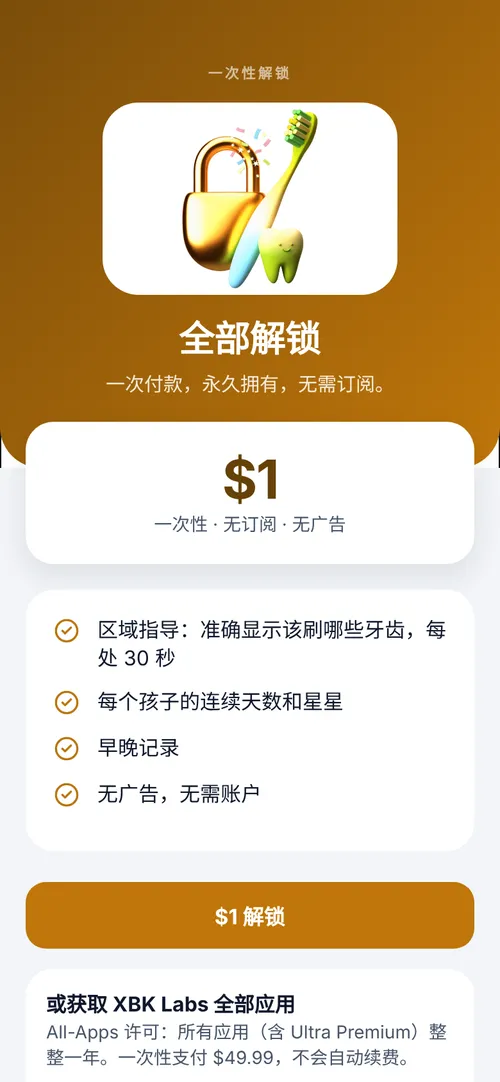 一次性解锁
全部解锁
一次付款，永久拥有，无需订阅。
$1
一次性 · 无订阅 · 无广告
区域指导：准确显示该刷哪些牙齿，每
处 30 秒
每个孩子的连续天数和星星
早晚记录
无广告，无需账户
$1 解锁
或获取 XBK Labs 全部应用
All-Apps 许可：所有应用（含 Ultra Premium）整
整一年。一次性支付 $49.99，不会自动续费。